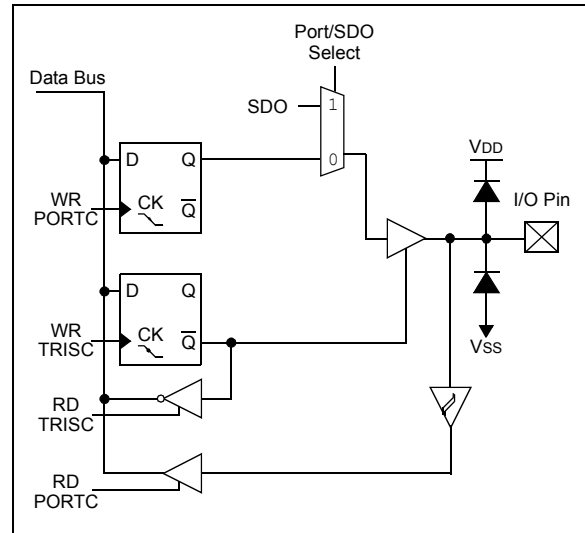 Port/SDO
Select
Data Bus
SDO
1
0
D
Q
WR
PORTC
CK
Q
VDD
I/O Pin
D
Q
WR
TRISC
CK
Q
VSS
RD
TRISC
RD
PORTC